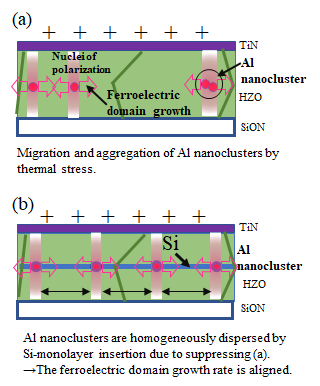 (a)
+ + + + + +
TiN
Nuclei of
polarization
Al
nanocluster
Ferroelectric
domain growth
HZO
SiON
Migration and aggregation of Al nanoclusters by
thermal stress.
(b)
+ + + + + +
TiN
Si
Al
nanocluster
HZO
SiON
Al nanoclusters are homogeneously dispersed by
Si-monolayer insertion due to suppressing (a).
→The ferroelectric domain growth rate is aligned.